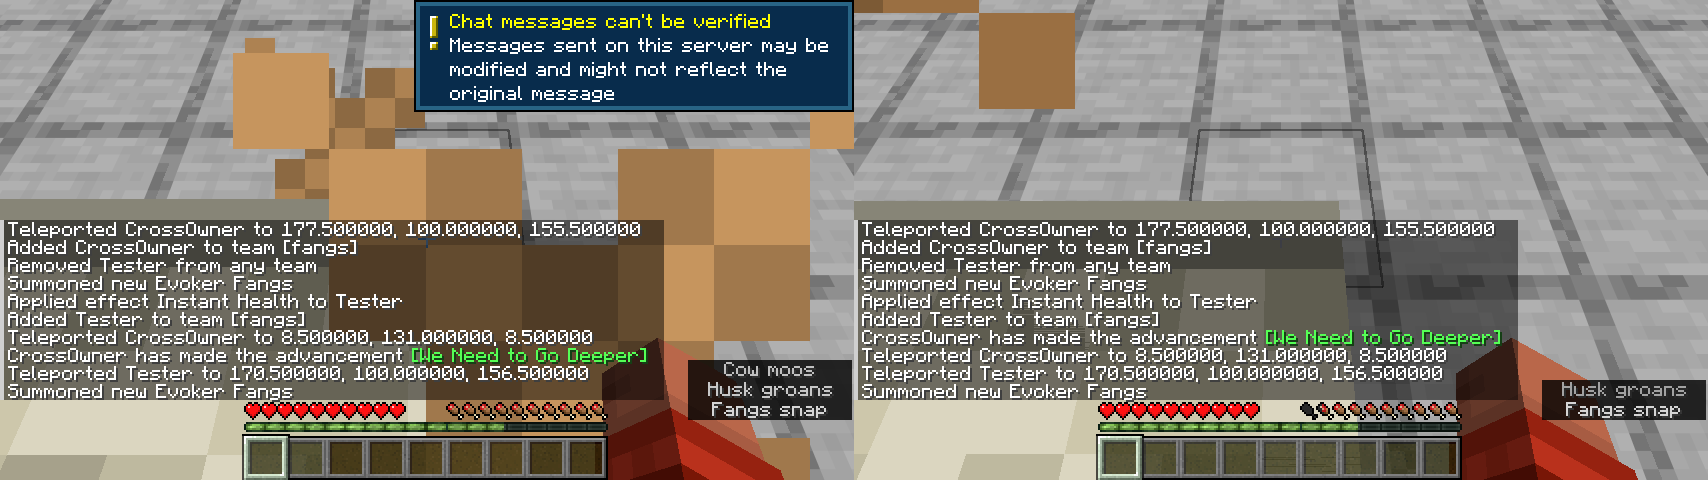 Chat messages can't be verified
Messages sent on this server may be
modified and might not reflect the
original message
Teleported CrossOwner to 177.500000, 100.000000, 155.500000
Added CrossOwner to team [fangs]
Removed Tester from any team
Summoned new Evoker Fangs
Applied effect Instant Health to Tester
Added Tester to team [fangs]
Teleported CrossOwner to 8.500000, 131.000000, 8.500000
CrossOwner has made the advancement [We Need to Go Deeper]
Teleported Tester to 170.500000, 100.000000, 156.500000
Summoned new Evoker Fangs
Cow moos
Husk groans
Fangs snap
Teleported CrossOwner to 177.500000, 100.000000, 155.500000
Added CrossOwner to team [fangs]
Removed Tester from any team
Summoned new Evoker Fangs
Applied effect Instant Health to Tester
Added Tester to team [fangs]
CrossOwner has made the advancement [We Need to Go Deeper]
Teleported CrossOwner to 8.500000, 131.000000, 8.500000
Teleported Tester to 170.500000, 100.000000, 156.500000
Summoned new Evoker Fangs
Husk groans
Fangs snap